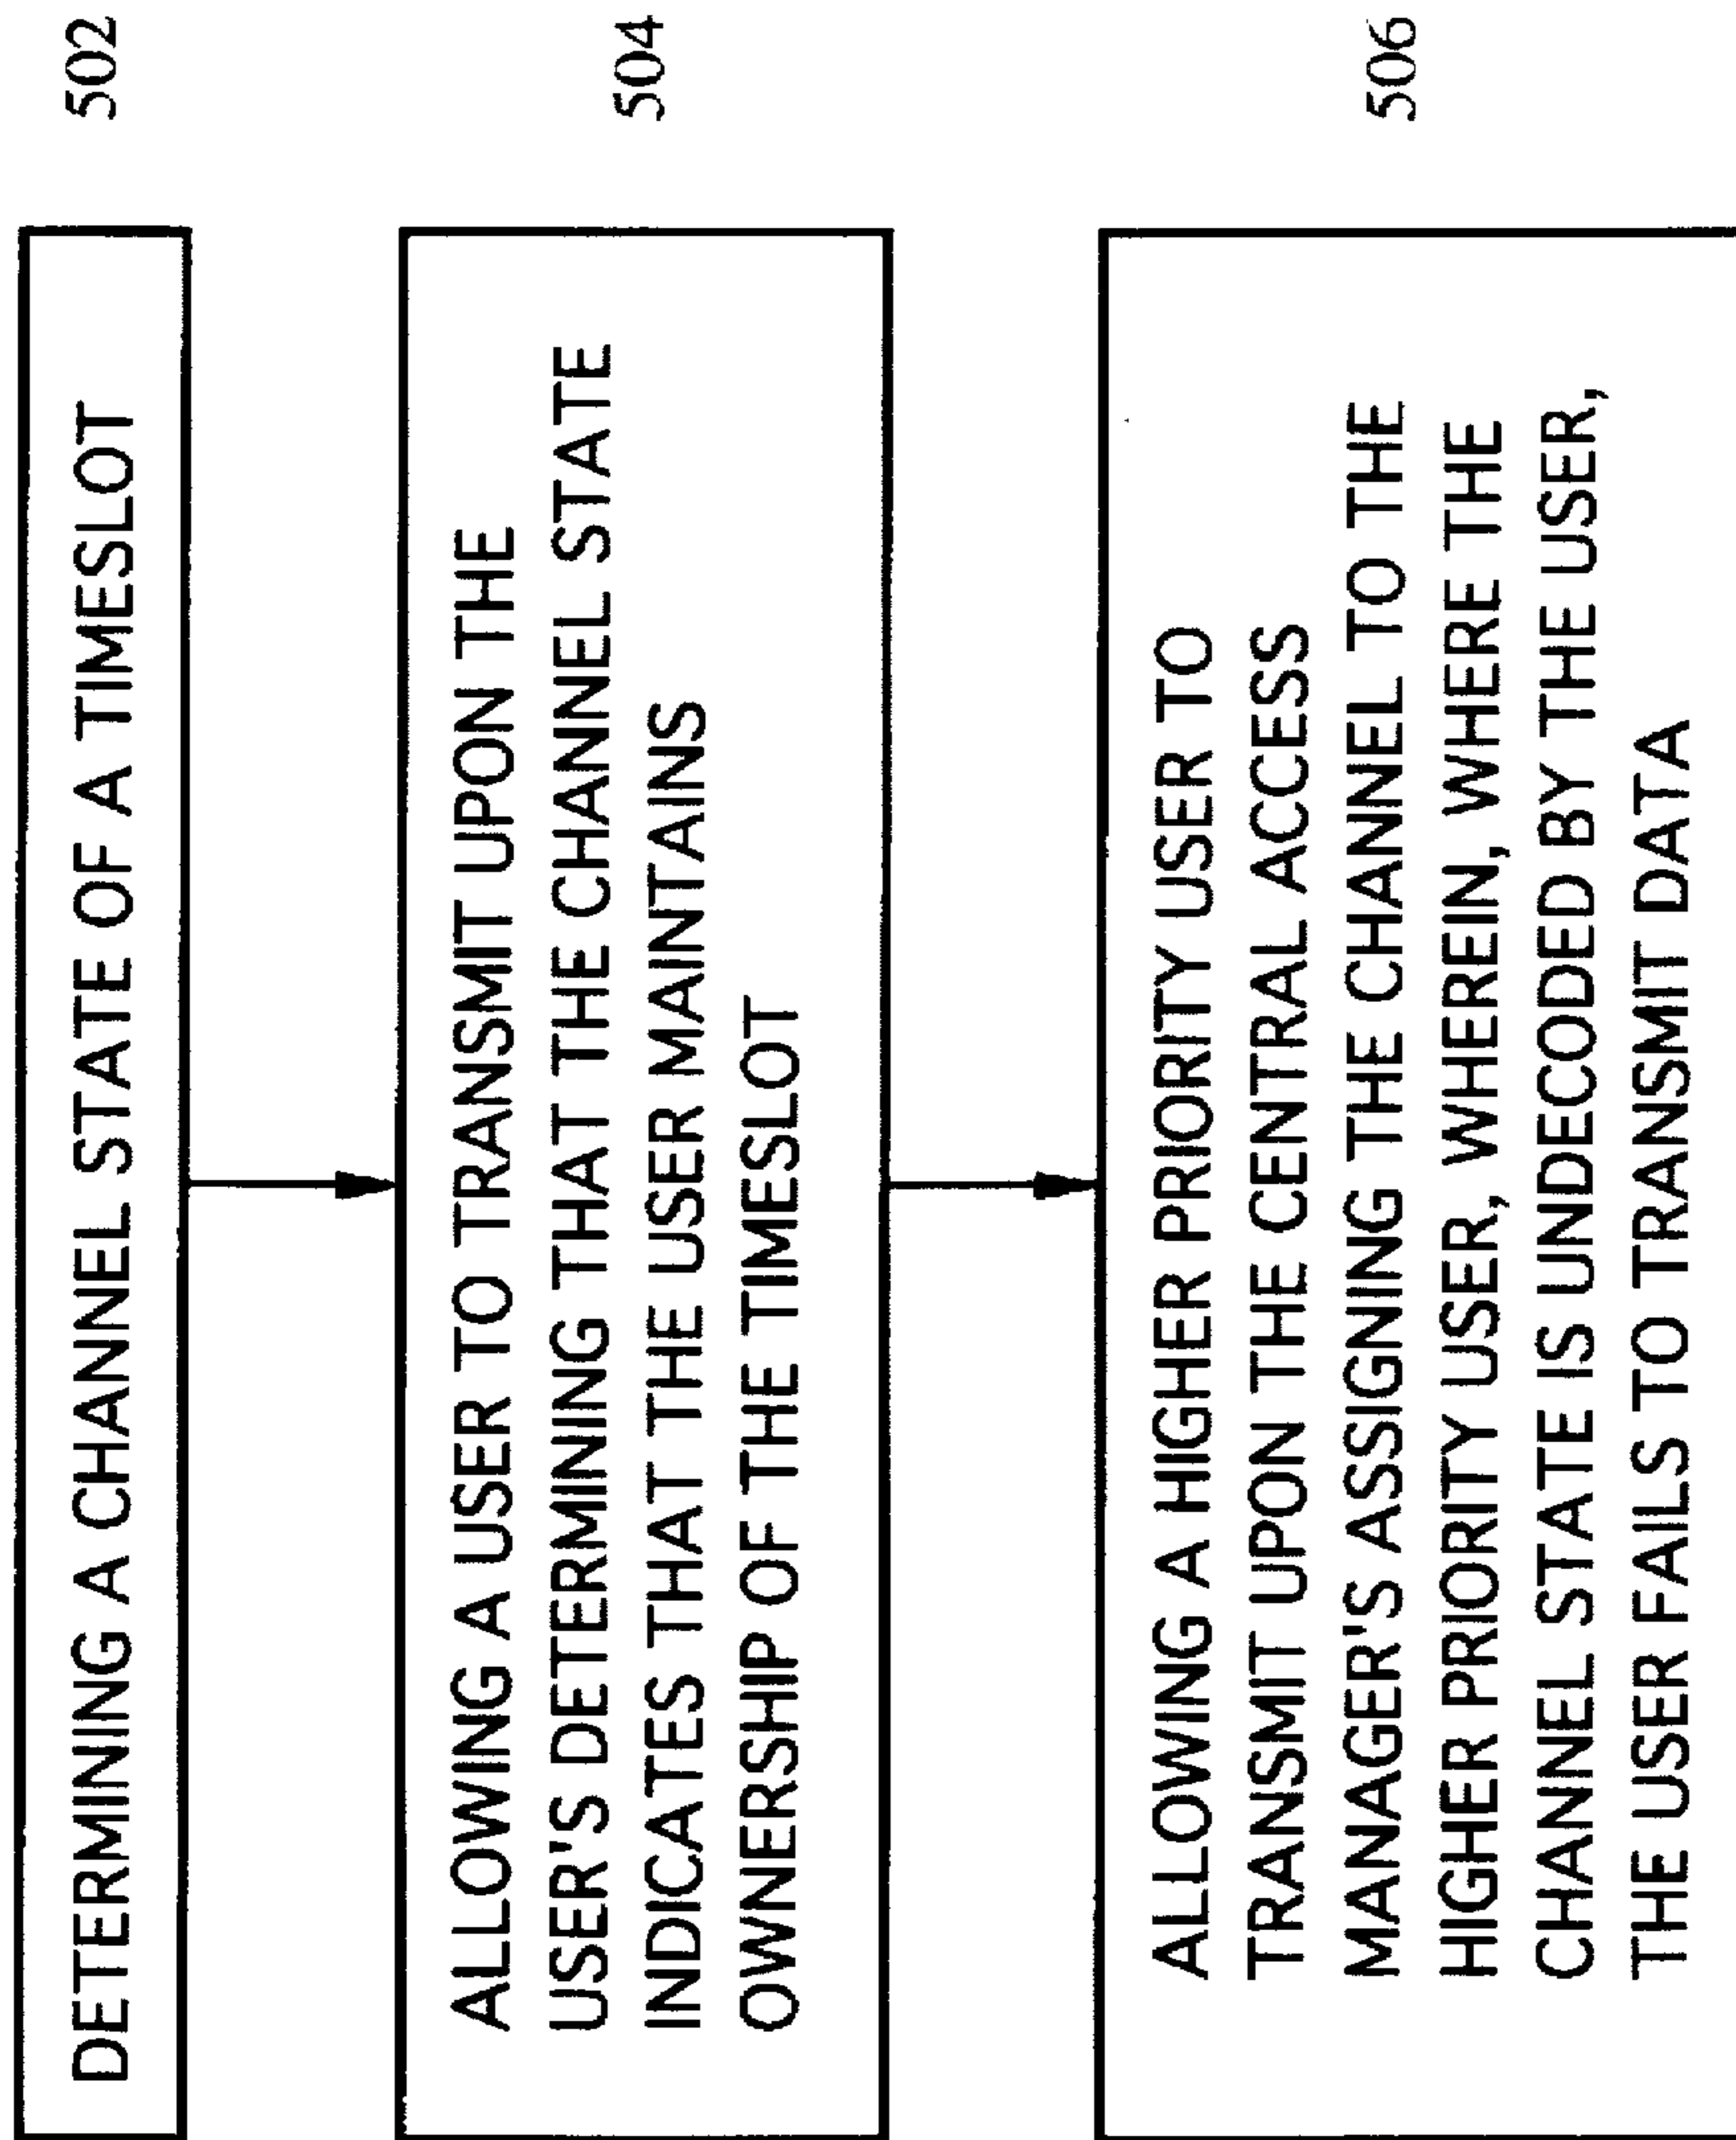 DETERMINING A CHANNEL STATE OF A TIMESLOT
502
ALLOWING A USER TO TRANSMIT UPON THE
USER'S DETERMINING THAT THE CHANNEL STATE
INDICATES THAT THE USER MAINTAINS
OWNERSHIP OF THE TIMESLOT
504
ALLOWING A HIGHER PRIORITY USER TO
TRANSMIT UPON THE CENTRAL ACCESS
MANAGER'S ASSIGNING THE CHANNEL TO THE
HIGHER PRIORITY USER, WHEREIN, WHERE THE
CHANNEL STATE IS UNDECODED BY THE USER,
THE USER FAILS TO TRANSMIT DATA
506